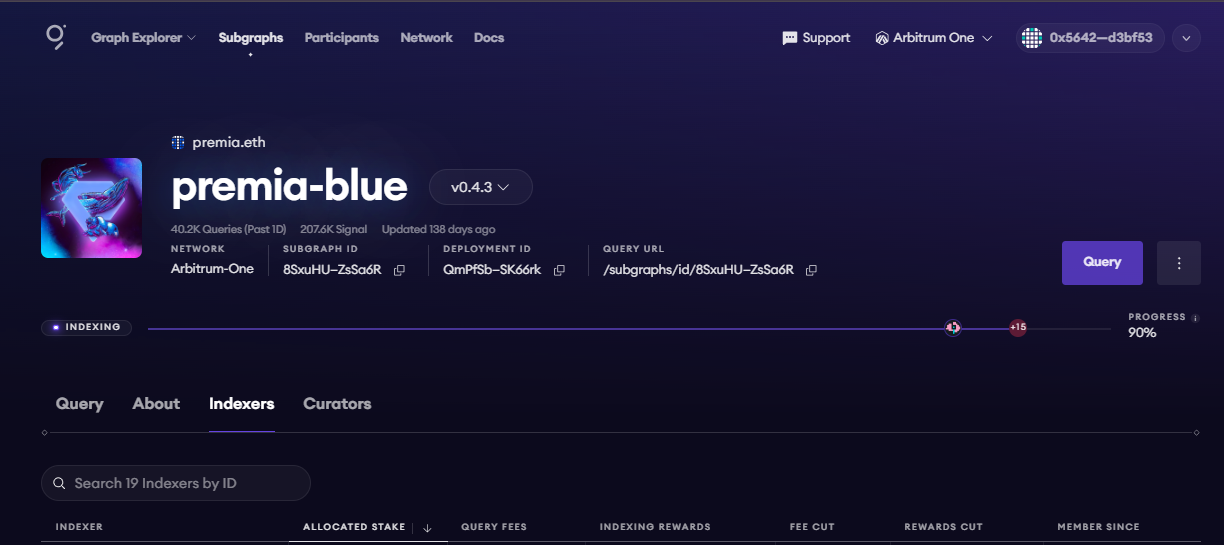 Graph Explorer Subgraphs Participants Network Docs Support Arbitrum One 0x5642—d3bf53
premia.eth
premia-blue v0.4.3
40.2K Queries (Past 1D) 207.6K Signal Updated 138 days ago
NETWORK SUBGRAPH ID DEPLOYMENT ID QUERY URL
Arbitrum-One 8SxuHU–ZsSa6R QmPfSb–SK66rk /subgraphs/id/8SxuHU–ZsSa6R
Query
INDEXING +15 PROGRESS
90%
Query About Indexers Curators
Search 19 Indexers by ID
INDEXER ALLOCATED STAKE QUERY FEES INDEXING REWARDS FEE CUT REWARDS CUT MEMBER SINCE